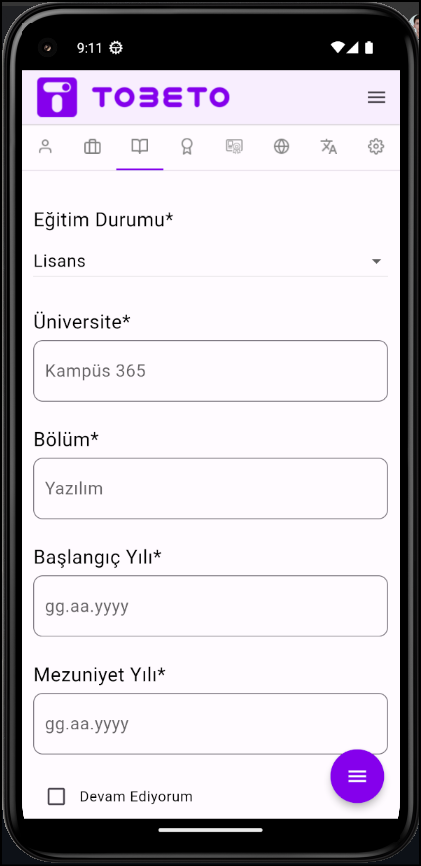 9:11
TOBETO
Eğitim Durumu*
Lisans
Üniversite*
Kampüs 365
Bölüm*
Yazılım
Başlangıç Yılı*
gg.aa.yyyy
Mezuniyet Yılı*
gg.aa.yyyy
Devam Ediyorum